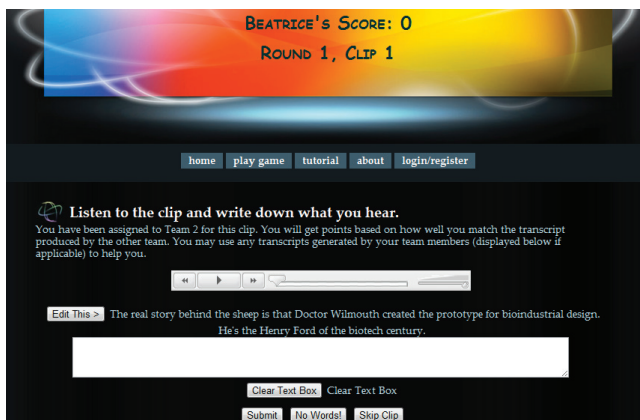 Beatrice's Score: 0
Round 1, Clip 1
home play game tutorial about login/register
Listen to the clip and write down what you hear.
You have been assigned to Team 2 for this clip. You will get points based on how well you match the transcript
produced by the other team. You may use any transcripts generated by your team members (displayed below if
applicable) to help you.
Edit This > The real story behind the sheep is that Doctor Wilmouth created the prototype for bioindustrial design.
He's the Henry Ford of the biotech century.
Clear Text Box Clear Text Box
Submit No Words! Skip Clip